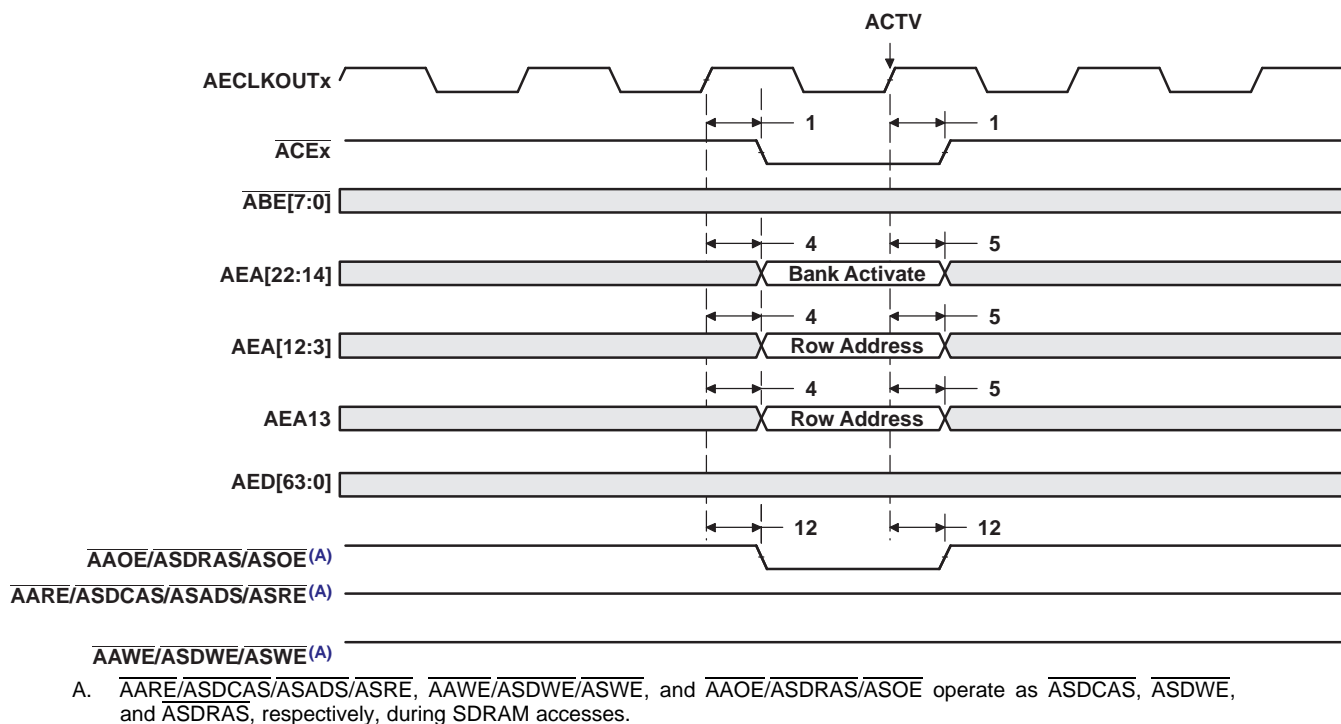 ACTV
AECLKOUTx
1 1
ACEx
ABE[7:0]
4 5
AEA[22:14] Bank Activate
4 5
AEA[12:3] Row Address
4 5
AEA13 Row Address
AED[63:0]
12 12
AAOE/ASDRAS/ASOE(A)
AARE/ASDCAS/ASADS/ASRE(A)
AAWE/ASDWE/ASWE(A)
A. AARE/ASDCAS/ASADS/ASRE, AAWE/ASDWE/ASWE, and AAOE/ASDRAS/ASOE operate as ASDCAS, ASDWE,
and ASDRAS, respectively, during SDRAM accesses.